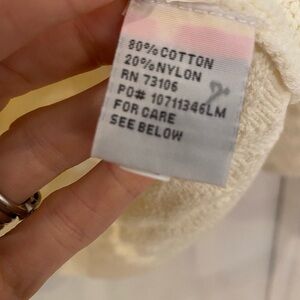 80% COTTON
20% NYLON
RN 73106
PO# 10711346LM
FOR CARE
SEE BELOW